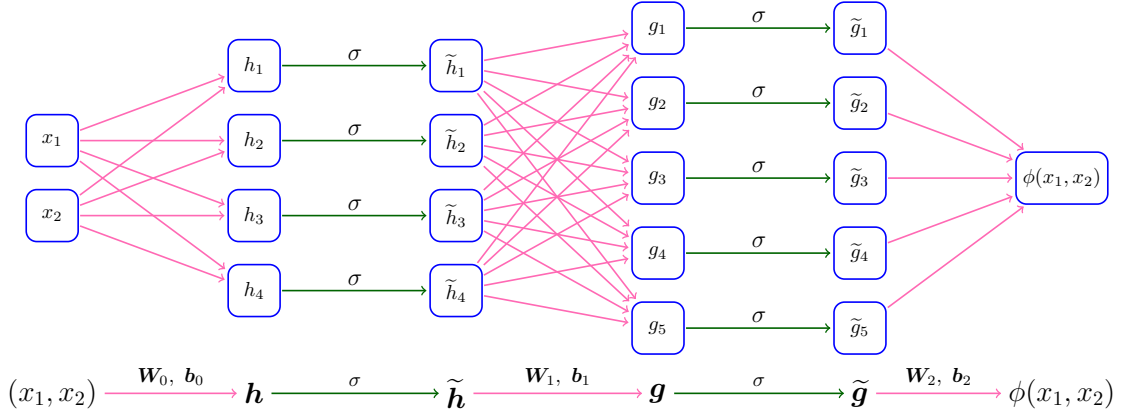 g₁ σ g̃₁
h₁ σ h̃₁
g₂ σ g̃₂
x₁ h₂ σ h̃₂
g₃ σ g̃₃ ϕ(x₁, x₂)
x₂ h₃ σ h̃₃
g₄ σ g̃₄
h₄ σ h̃₄
g₅ σ g̃₅
W₀, b₀ σ W₁, b₁ σ W₂, b₂
(x₁, x₂) h h̃ g g̃ ϕ(x₁, x₂)